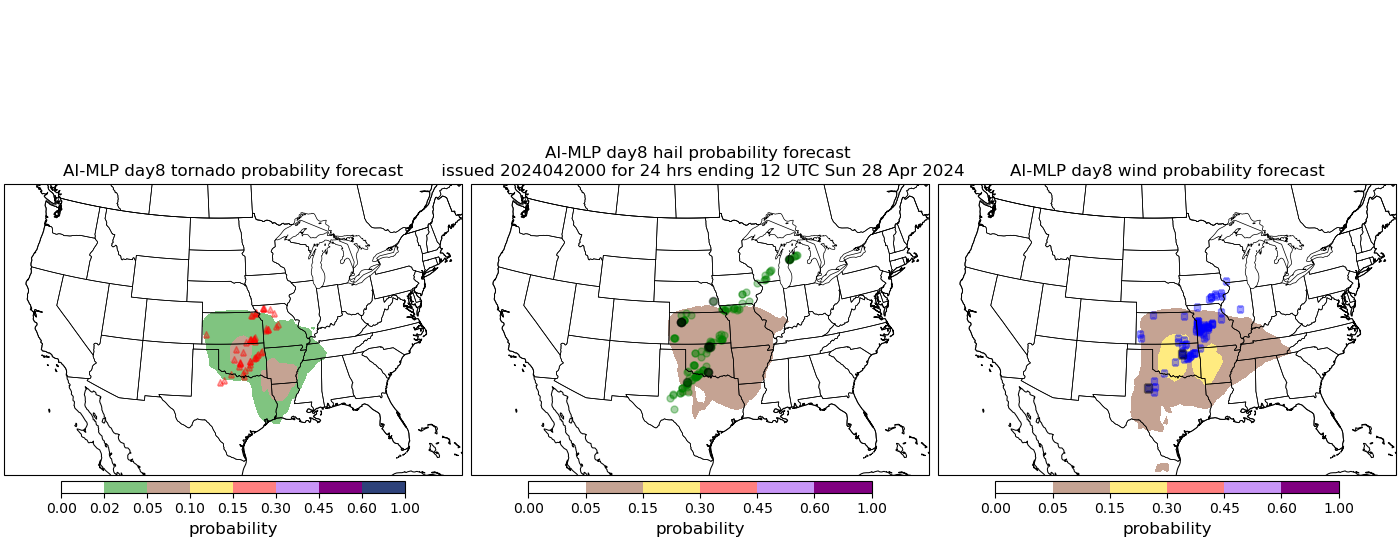 AI-MLP day8 hail probability forecast
AI-MLP day8 tornado probability forecast
issued 2024042000 for 24 hrs ending 12 UTC Sun 28 Apr 2024
AI-MLP day8 wind probability forecast
0.00 0.02 0.05 0.10 0.15 0.30 0.45 0.60 1.00
probability
0.00 0.05 0.15 0.30 0.45 0.60 1.00
probability
0.00 0.05 0.15 0.30 0.45 0.60 1.00
probability